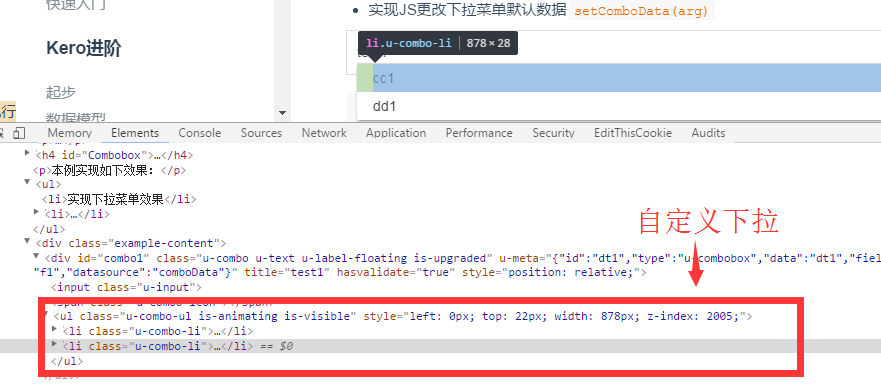 快速入门
• 实现JS更改下拉菜单默认数据 setComboData(arg)
Kero进阶
li.u-combo-li | 878 × 28
cc1
起步
dd1
行
数据模型
Memory Elements Console Sources Network Application Performance Security EditThisCookie Audits
<h4 id="Combobox">…</h4>
<p>本例实现如下效果：</p>
<ul>
<li>实现下拉菜单效果</li>
<li>…</li>
</ul>
自定义下拉
<div class="example-content">
<div id="combo1" class="u-combo u-text u-label-floating is-upgraded" u-meta="{"id":"dt1","type":"u-combobox","data":"dt1","fiel
"f1","datasource":"comboData"}" title="test1" hasvalidate="true" style="position: relative;">
<input class="u-input">
<span class="u-combo-icon"></span>
<ul class="u-combo-ul is-animating is-visible" style="left: 0px; top: 22px; width: 878px; z-index: 2005;">
<li class="u-combo-li">…</li>
<li class="u-combo-li">…</li> == $0
</ul>